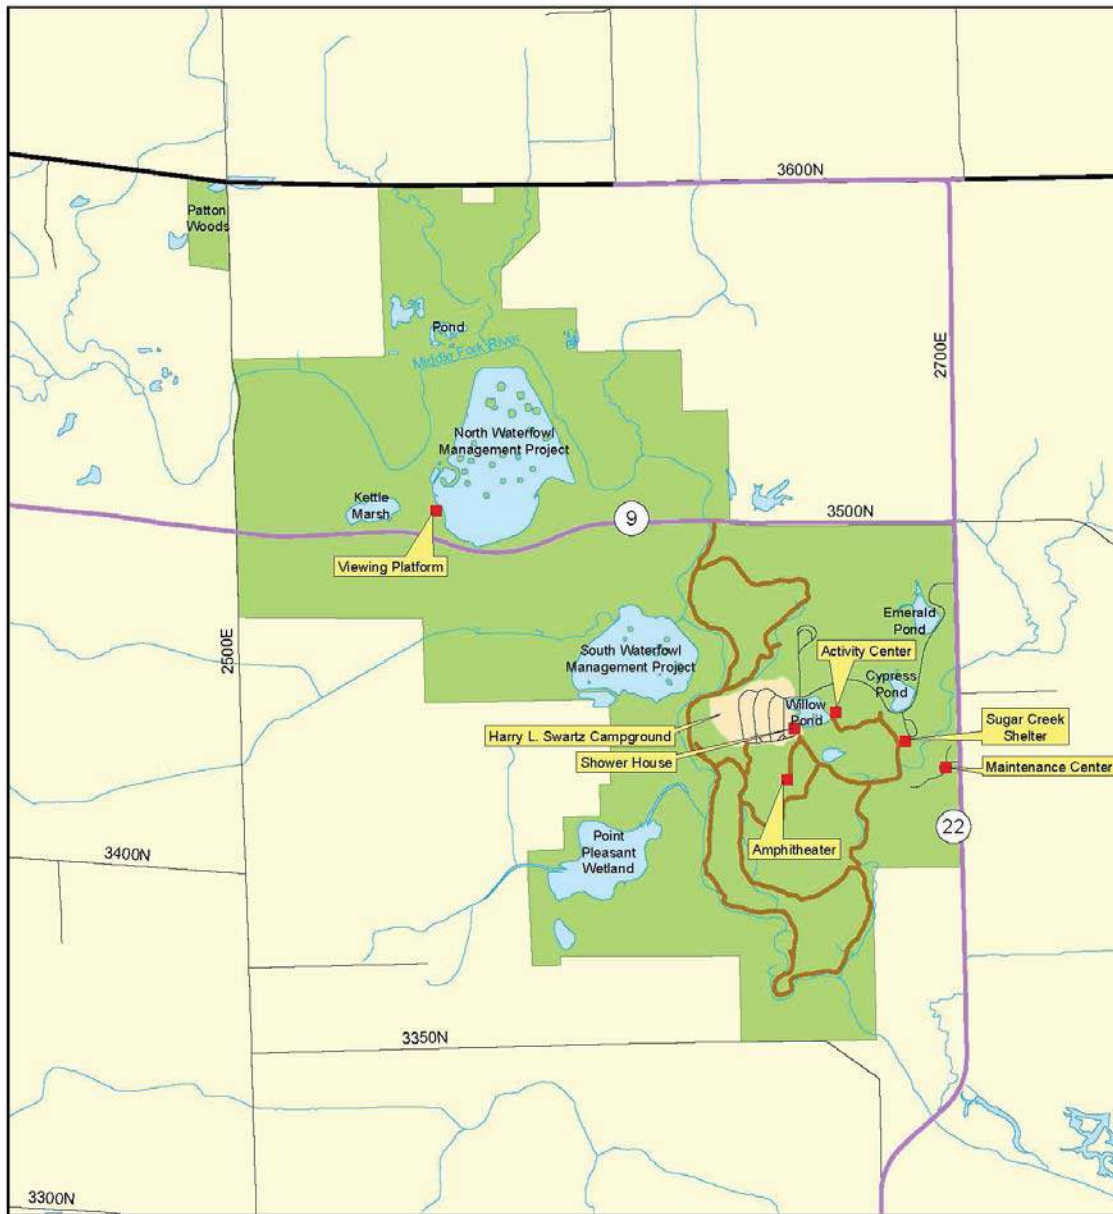 3600N
Patton
Woods
Pond
Middle Fork River
2700E
North Waterfowl
Management Project
Kettle
Marsh
9
3500N
Viewing Platform
Emerald
Pond
2500E
South Waterfowl
Management Project
Activity Center
Cypress
Pond
Willow
Pond
Harry L. Swartz Campground
Sugar Creek
Shelter
Shower House
Maintenance Center
22
Point
Pleasant
Wetland
Amphitheater
3400N
3350N
3300N